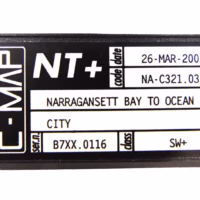 C-MAP
NT+
date
26-MAR-200
code
NA-C321.03
NARRAGANSETT BAY TO OCEAN
CITY
ser.n.
B7XX.0116
class
SW+